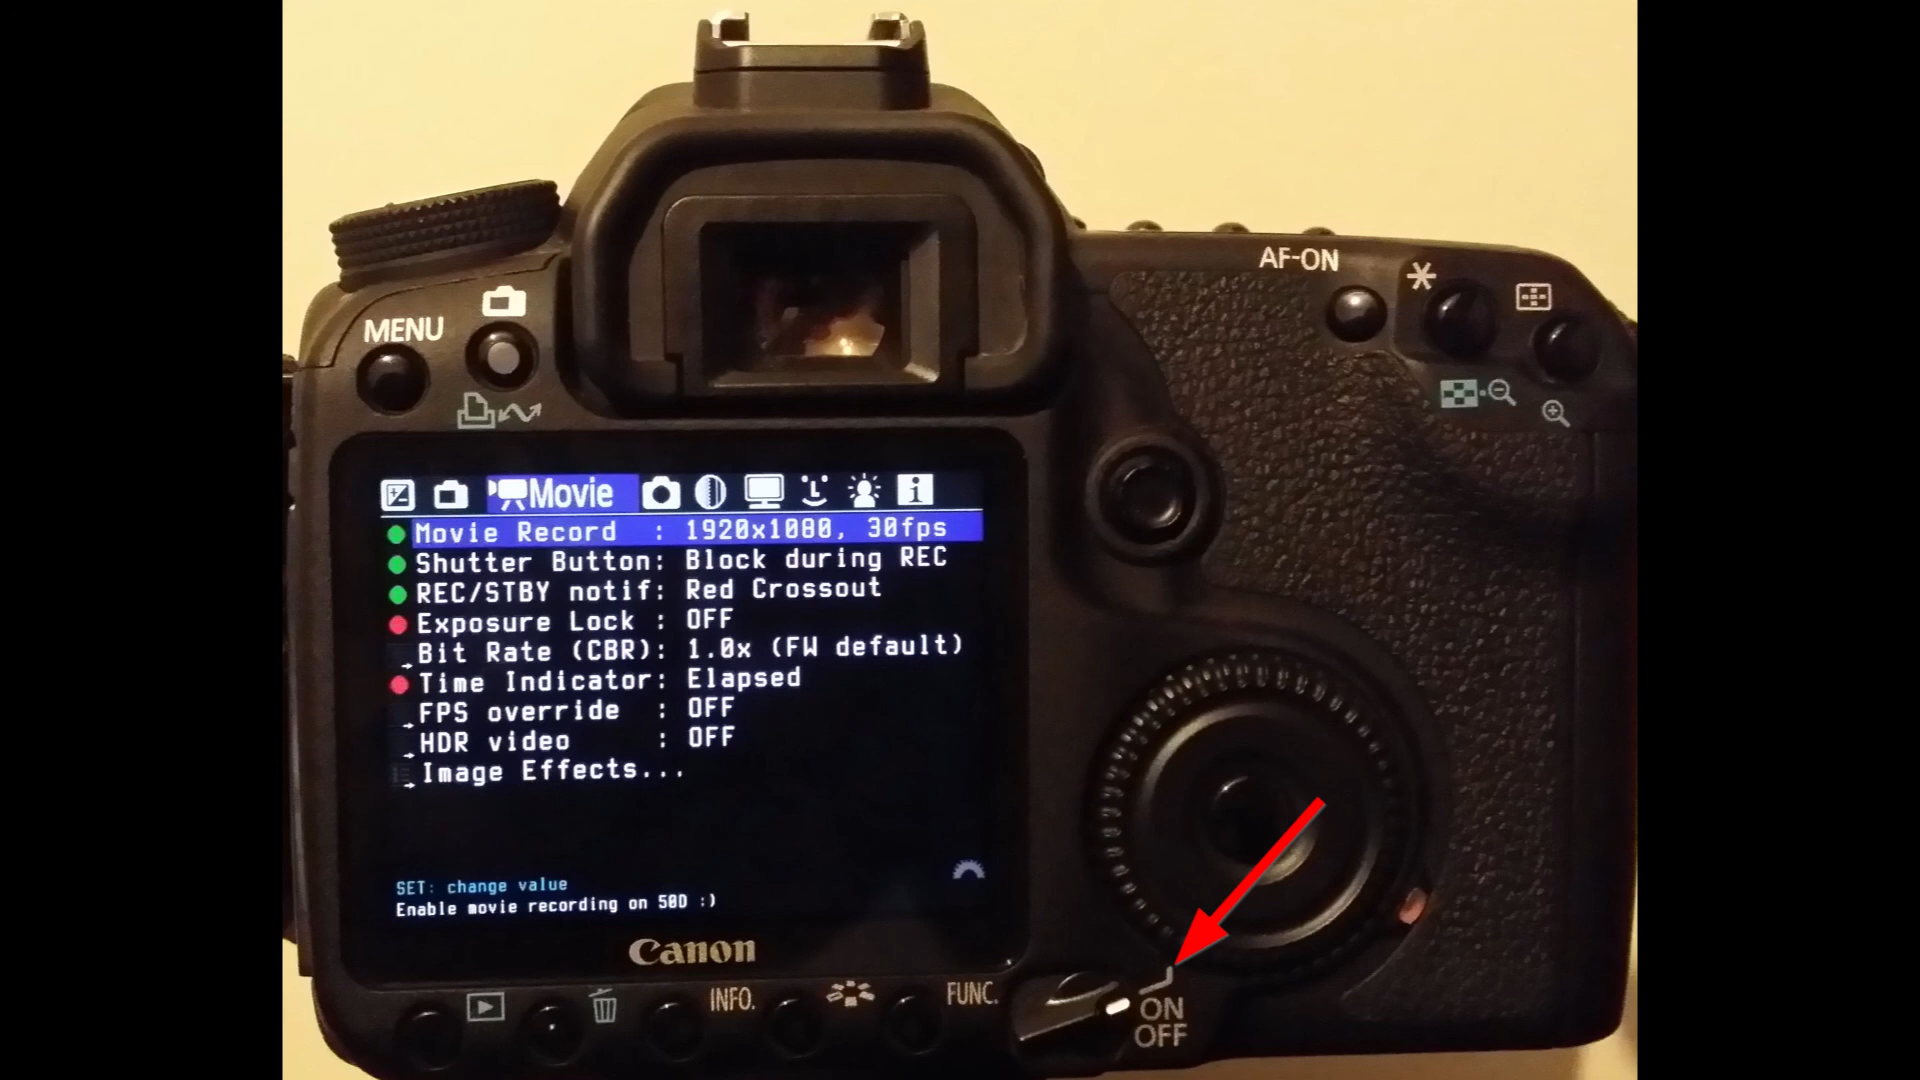 AF-ON
MENU
Movie
Movie Record : 1920x1080, 30fps
Shutter Button: Block during REC
REC/STBY notif: Red Crossout
Exposure Lock : OFF
Bit Rate (CBR): 1.0x (FW default)
Time Indicator: Elapsed
FPS override : OFF
HDR video : OFF
Image Effects...
SET: change value
Enable movie recording on 50D :)
Canon
INFO.
FUNC.
ON
OFF